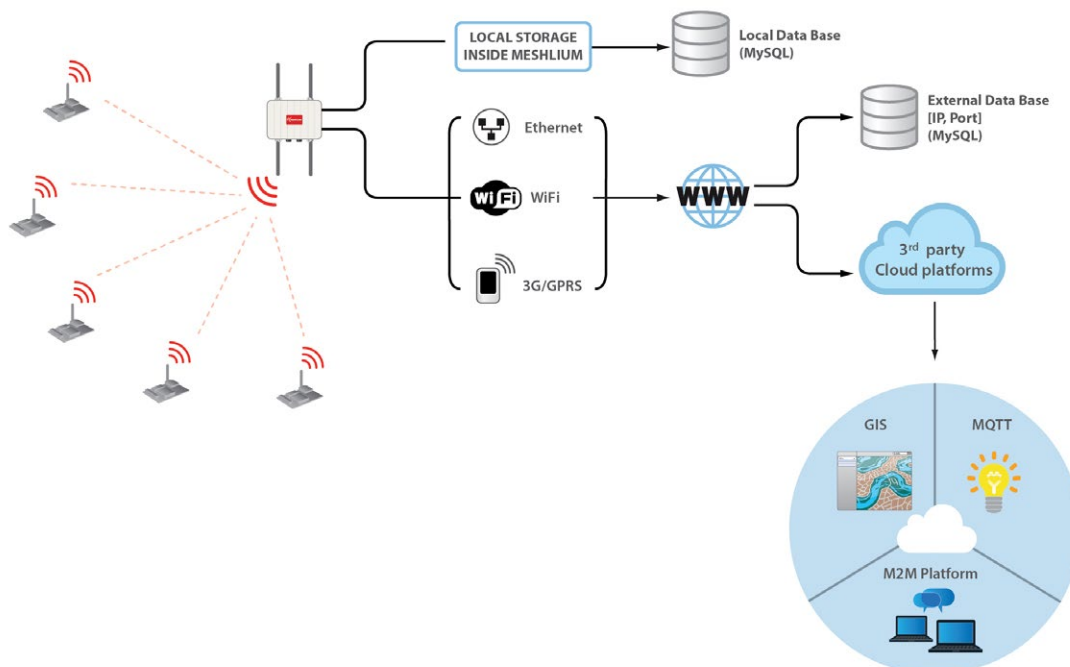 LOCAL STORAGE
INSIDE MESHLIUM
Local Data Base
(MySQL)
External Data Base
[IP, Port]
(MySQL)
Ethernet
WiFi
WiFi
3G/GPRS
WWW
3rd party
Cloud platforms
GIS
MQTT
M2M Platform